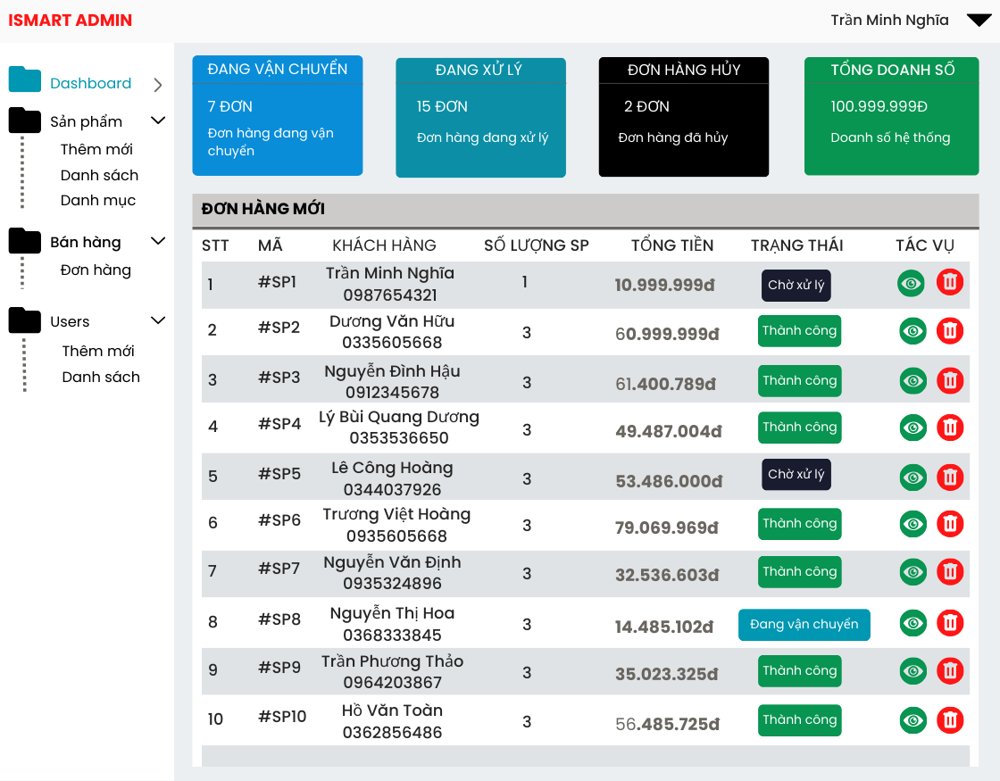 ISMART ADMIN
Trần Minh Nghĩa
Dashboard
Sản phẩm
Thêm mới
Danh sách
Danh mục
Bán hàng
Đơn hàng
Users
Thêm mới
Danh sách
ĐANG VẬN CHUYỂN
7 ĐƠN
Đơn hàng đang vận
chuyển
ĐANG XỬ LÝ
15 ĐƠN
Đơn hàng đang xử lý
ĐƠN HÀNG HỦY
2 ĐƠN
Đơn hàng đã hủy
TỔNG DOANH SỐ
100.999.999Đ
Doanh số hệ thống
ĐƠN HÀNG MỚI
STT MÃ KHÁCH HÀNG SỐ LƯỢNG SP TỔNG TIỀN TRẠNG THÁI TÁC VỤ
1 #SP1 Trần Minh Nghĩa 1 10.999.999đ Chờ xử lý
0987654321
2 #SP2 Dương Văn Hữu 3 60.999.999đ Thành công
0335605668
3 #SP3 Nguyễn Đình Hậu 3 61.400.789đ Thành công
0912345678
4 #SP4 Lý Bùi Quang Dương 3 49.487.004đ Thành công
0353536650
5 #SP5 Lê Công Hoàng 3 53.486.000đ Chờ xử lý
0344037926
6 #SP6 Trương Việt Hoàng 3 79.069.969đ Thành công
0935605668
7 #SP7 Nguyễn Văn Định 3 32.536.603đ Thành công
0935324896
8 #SP8 Nguyễn Thị Hoa 3 14.485.102đ Đang vận chuyển
0368333845
9 #SP9 Trần Phương Thảo 3 35.023.325đ Thành công
0964203867
10 #SP10 Hồ Văn Toàn 3 56.485.725đ Thành công
0362856486